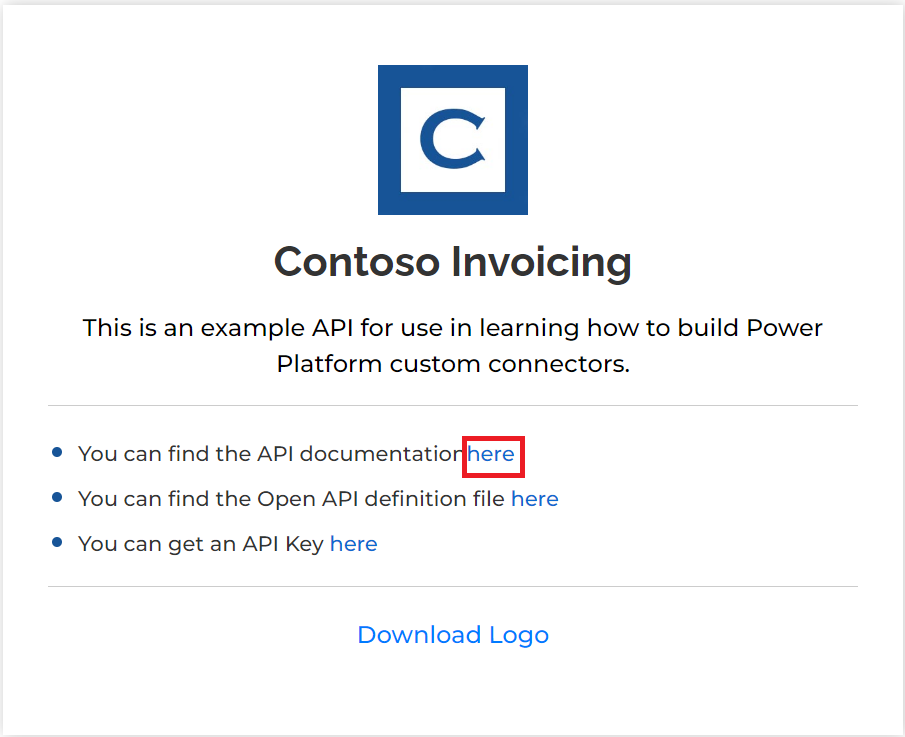 C
Contoso Invoicing
This is an example API for use in learning how to build Power
Platform custom connectors.
You can find the API documentation here
You can find the Open API definition file here
You can get an API Key here
Download Logo